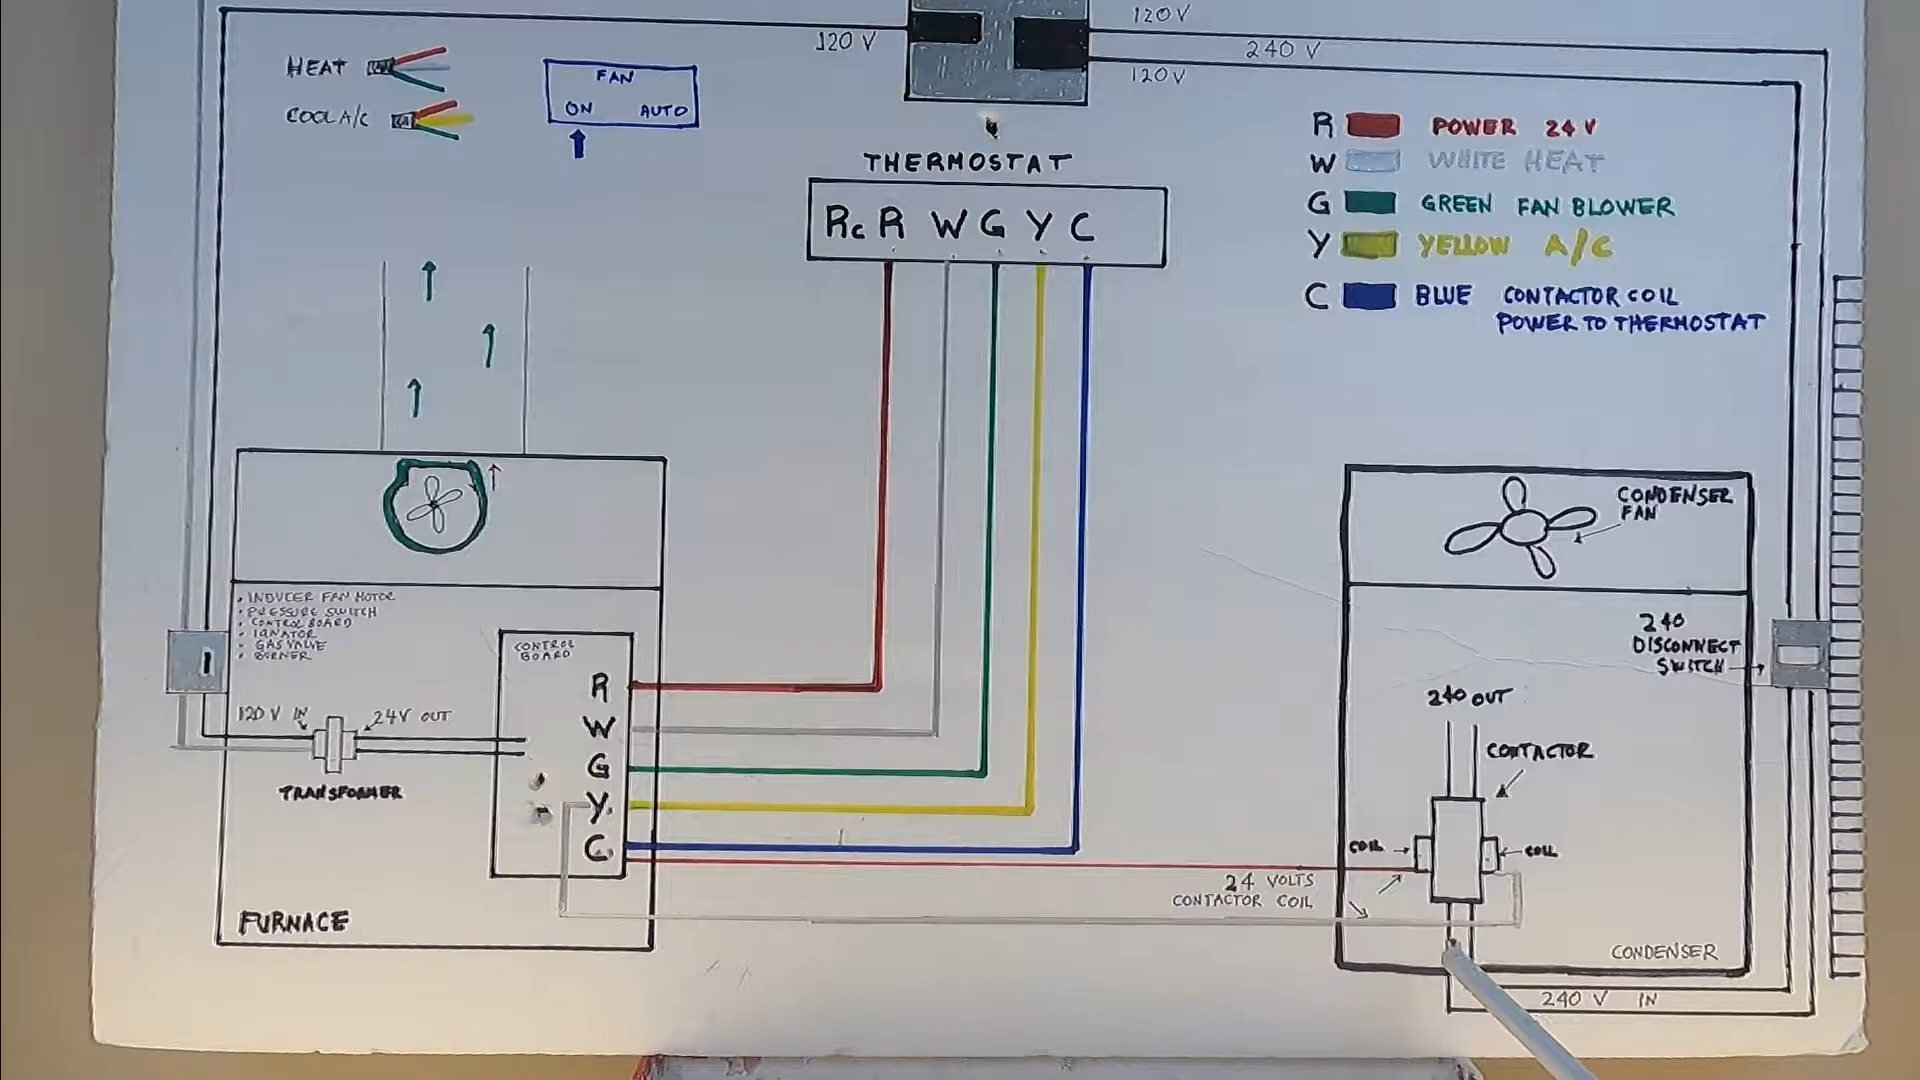 120 V
120 V
240 V
120 V
HEAT
COOL A/C
FAN
ON AUTO
THERMOSTAT
Rc R W G Y C
R POWER 24 V
W WHITE HEAT
G GREEN FAN BLOWER
Y YELLOW A/C
C BLUE CONTACTOR COIL
POWER TO THERMOSTAT
• INDUCER FAN MOTOR
• PRESSURE SWITCH
• CONTROL BOARD
• IGNATOR
• GAS VALVE
• BURNER
CONTROL
BOARD
R
W
G
Y
C
120 V IN
24V OUT
TRANSFORMER
FURNACE
CONDENSER
FAN
240
DISCONNECT
SWITCH
240 OUT
CONTACTOR
COIL
COIL
24 VOLTS
CONTACTOR COIL
CONDENSER
240 V IN